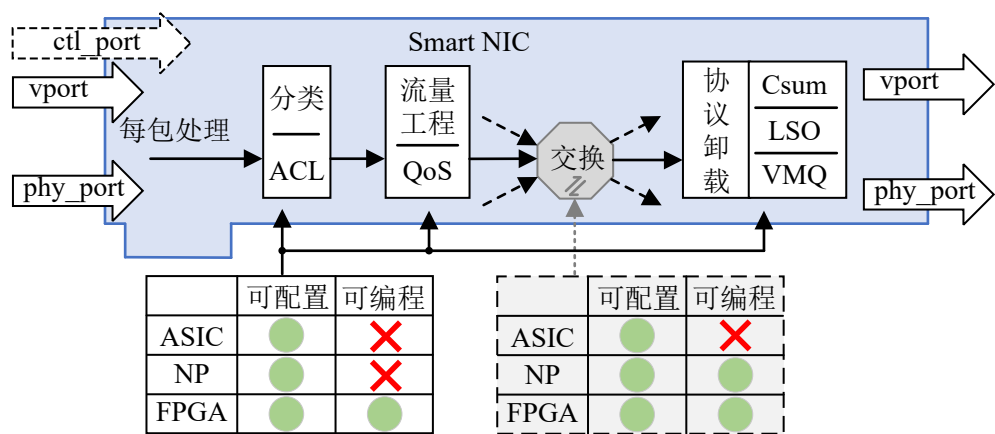 Smart NIC
ctl_port
vport
phy_port
每包处理
分类
ACL
流量
工程
QoS
交换
协议卸载
Csum
LSO
VMQ
vport
phy_port
可配置 可编程
ASIC
NP
FPGA
可配置 可编程
ASIC
NP
FPGA